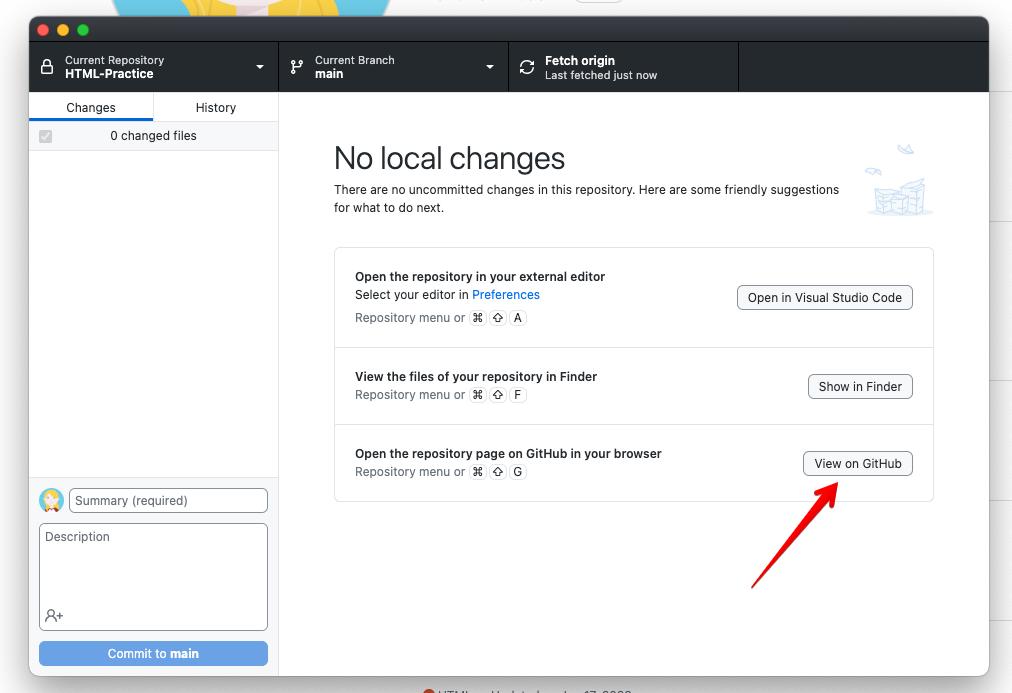 Current Repository
HTML-Practice
Current Branch
main
Fetch origin
Last fetched just now
Changes
History
0 changed files
No local changes
There are no uncommitted changes in this repository. Here are some friendly suggestions
for what to do next.
Open the repository in your external editor
Select your editor in Preferences
Repository menu or ⌘ ⇧ A
Open in Visual Studio Code
View the files of your repository in Finder
Repository menu or ⌘ ⇧ F
Show in Finder
Open the repository page on GitHub in your browser
Repository menu or ⌘ ⇧ G
View on GitHub
Summary (required)
Description
Commit to main